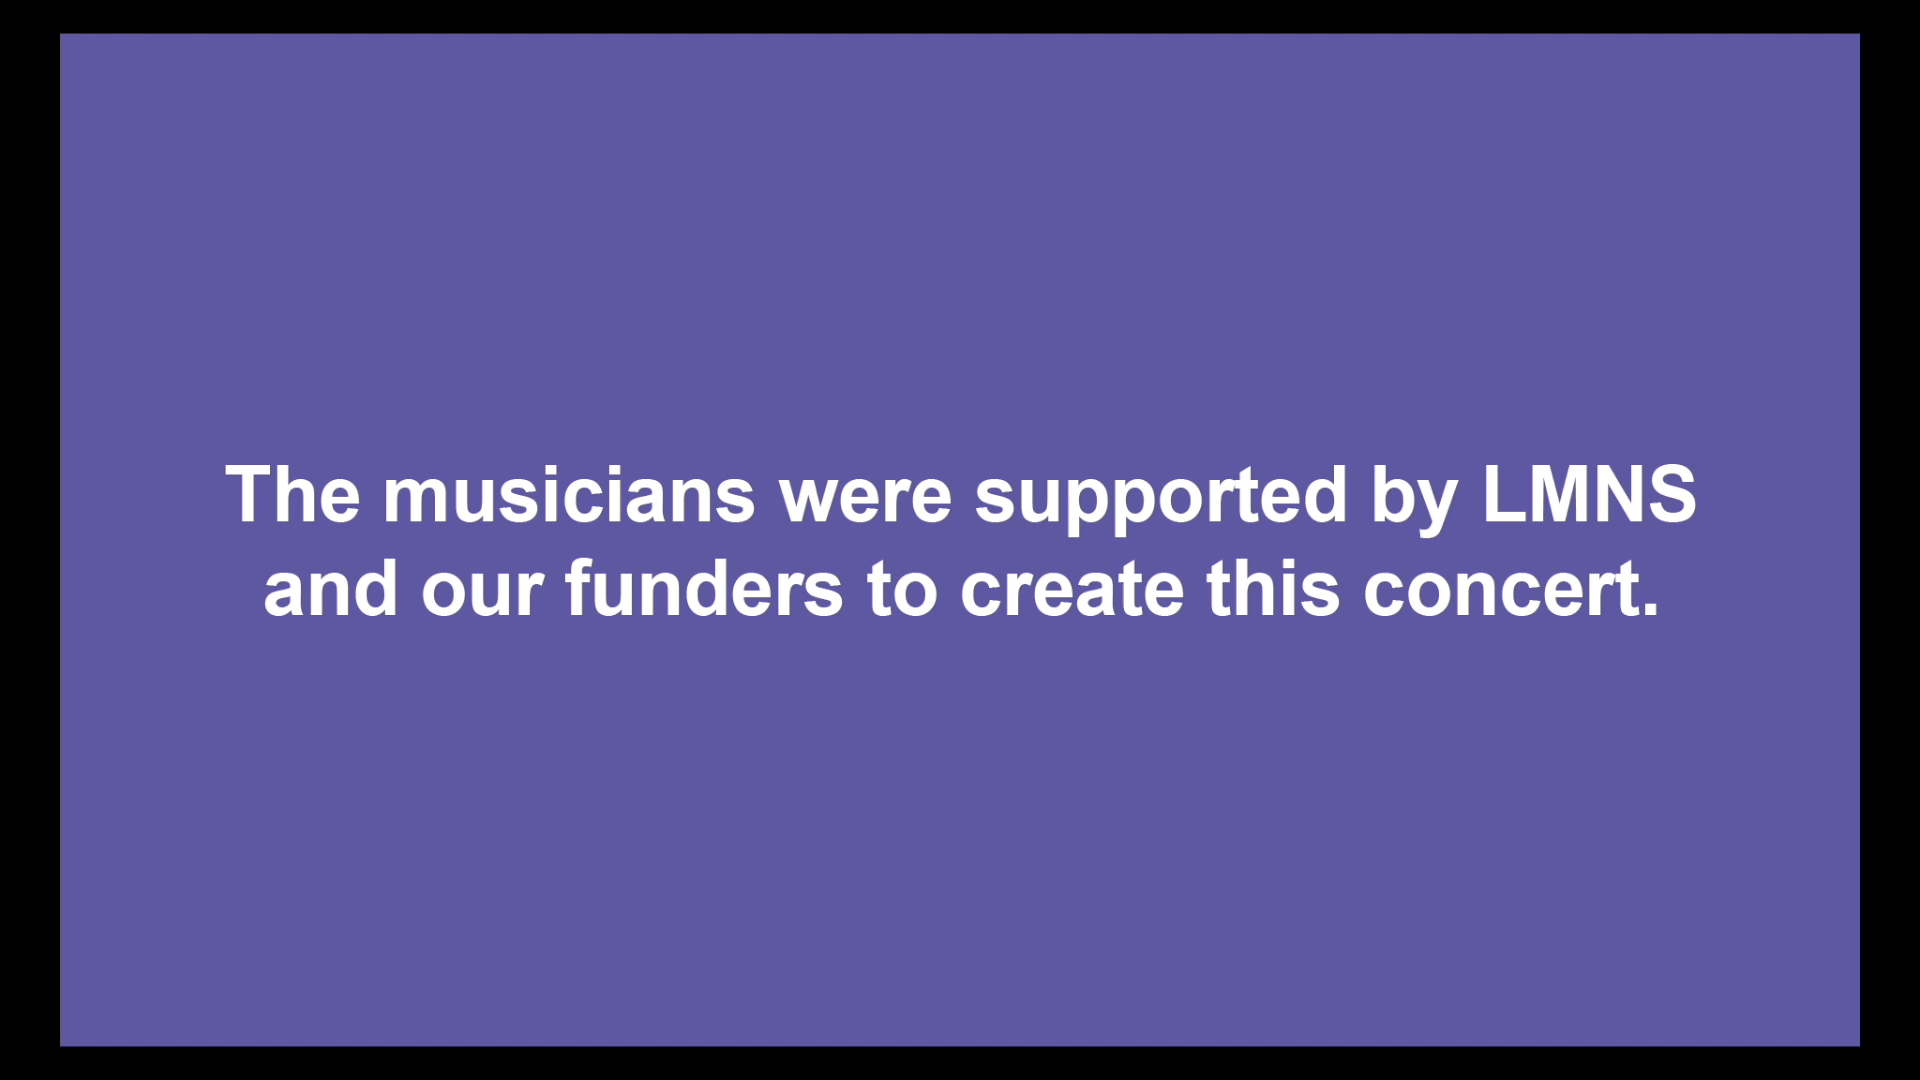 The musicians were supported by LMNS
and our funders to create this concert.